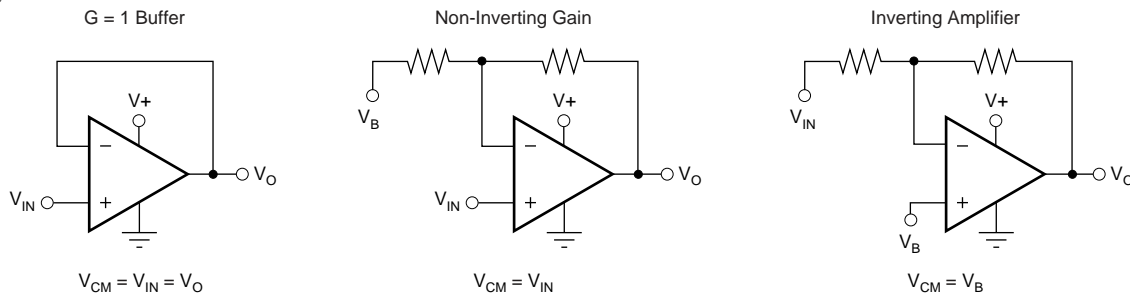 G = 1 Buffer
V+
−
+
V_IN
V_O
V_CM = V_IN = V_O
Non-Inverting Gain
V_B
V+
−
+
V_IN
V_O
V_CM = V_IN
Inverting Amplifier
V_IN
V+
−
+
V_B
V_O
V_CM = V_B